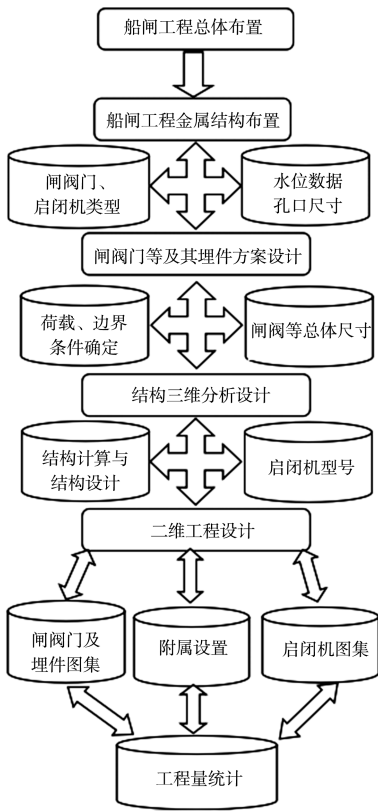 船闸工程总体布置
船闸工程金属结构布置
闸阀门、
启闭机类型
水位数据
孔口尺寸
闸阀门等及其埋件方案设计
荷载、边界
条件确定
闸阀等总体尺寸
结构三维分析设计
结构计算与
结构设计
启闭机型号
二维工程设计
闸阀门及
埋件图集
附属设置
启闭机图集
工程量统计